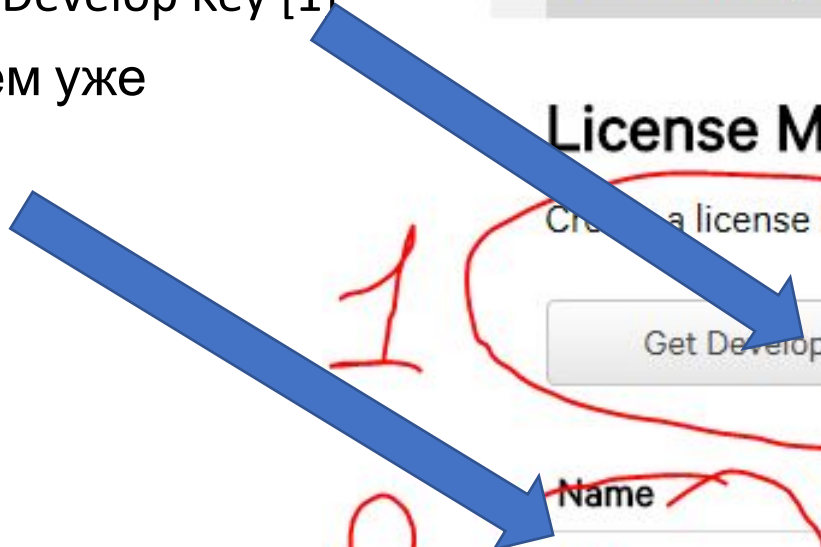 Develop Key [1]
ем уже
License M
1
a license
Get Develop
Name